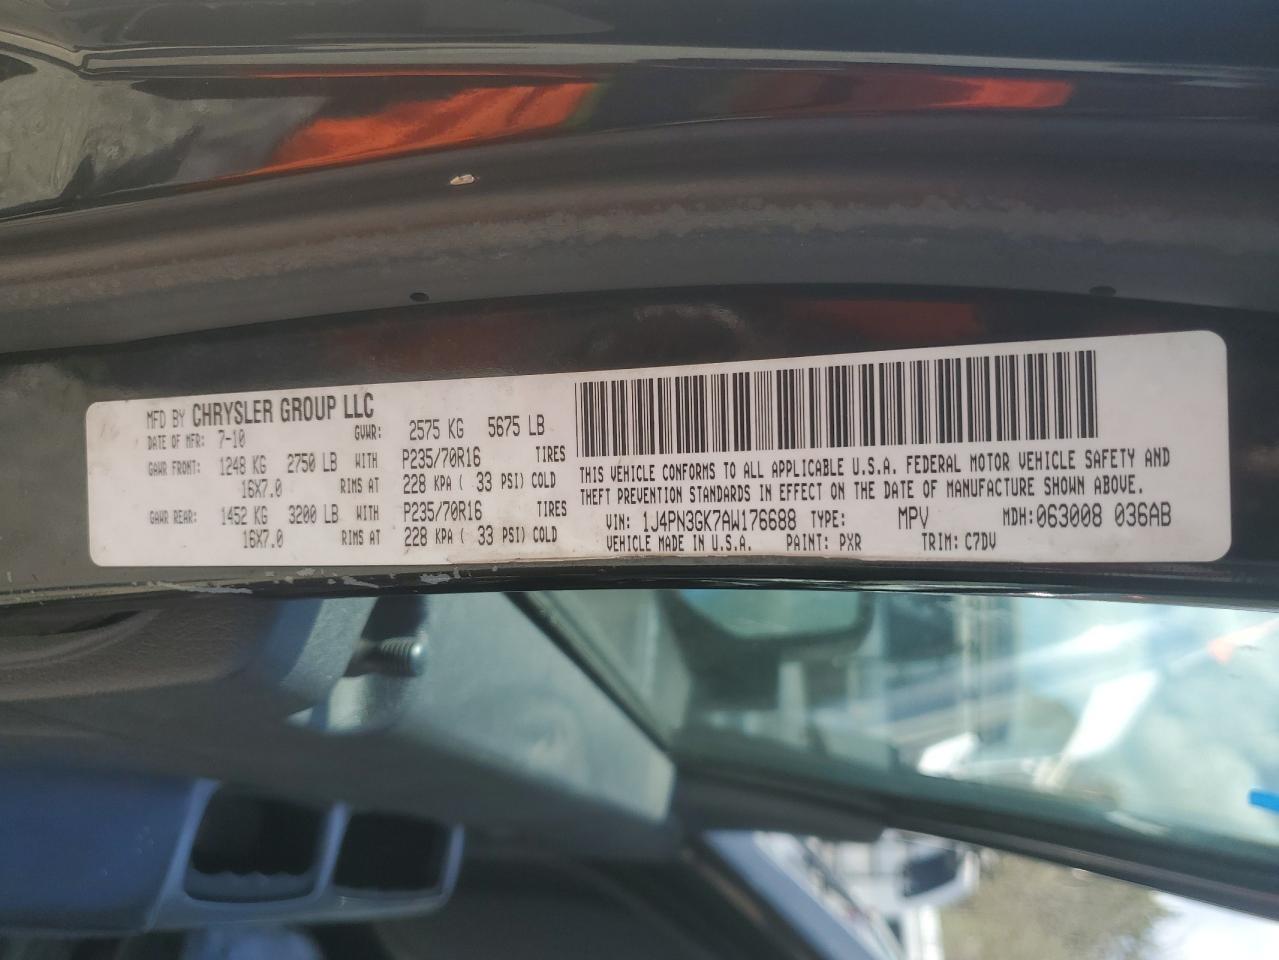 MFD BY CHRYSLER GROUP LLC
DATE OF MFR: 7-10 GVWR: 2575 KG 5675 LB
GAWR FRONT: 1248 KG 2750 LB WITH P235/70R16 TIRES
16X7.0 RIMS AT 228 KPA ( 33 PSI) COLD
GAWR REAR: 1452 KG 3200 LB WITH P235/70R16 TIRES
16X7.0 RIMS AT 228 KPA ( 33 PSI) COLD
THIS VEHICLE CONFORMS TO ALL APPLICABLE U.S.A. FEDERAL MOTOR VEHICLE SAFETY AND
THEFT PREVENTION STANDARDS IN EFFECT ON THE DATE OF MANUFACTURE SHOWN ABOVE.
VIN: 1J4PN3GK7AW176688 TYPE: MPV MDH: 063008 036AB
VEHICLE MADE IN U.S.A. PAINT: PXR TRIM: C7DV